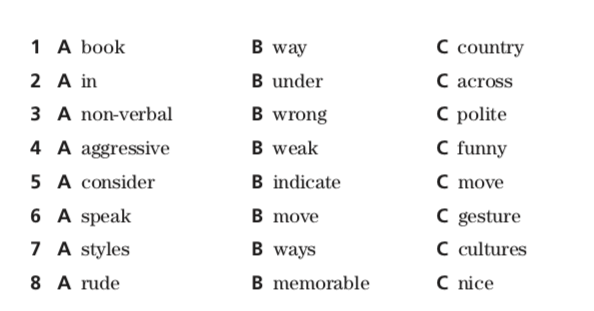 1 A book B way C country
2 A in B under C across
3 A non-verbal B wrong C polite
4 A aggressive B weak C funny
5 A consider B indicate C move
6 A speak B move C gesture
7 A styles B ways C cultures
8 A rude B memorable C nice